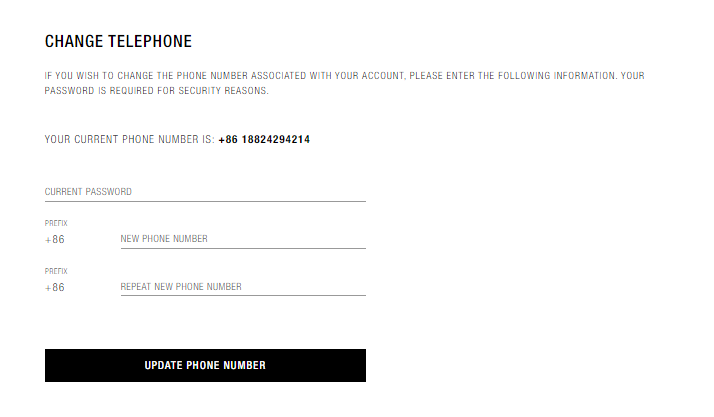 CHANGE TELEPHONE
IF YOU WISH TO CHANGE THE PHONE NUMBER ASSOCIATED WITH YOUR ACCOUNT, PLEASE ENTER THE FOLLOWING INFORMATION. YOUR
PASSWORD IS REQUIRED FOR SECURITY REASONS.
YOUR CURRENT PHONE NUMBER IS: +86 18824294214
CURRENT PASSWORD
PREFIX
+86 NEW PHONE NUMBER
PREFIX
+86 REPEAT NEW PHONE NUMBER
UPDATE PHONE NUMBER